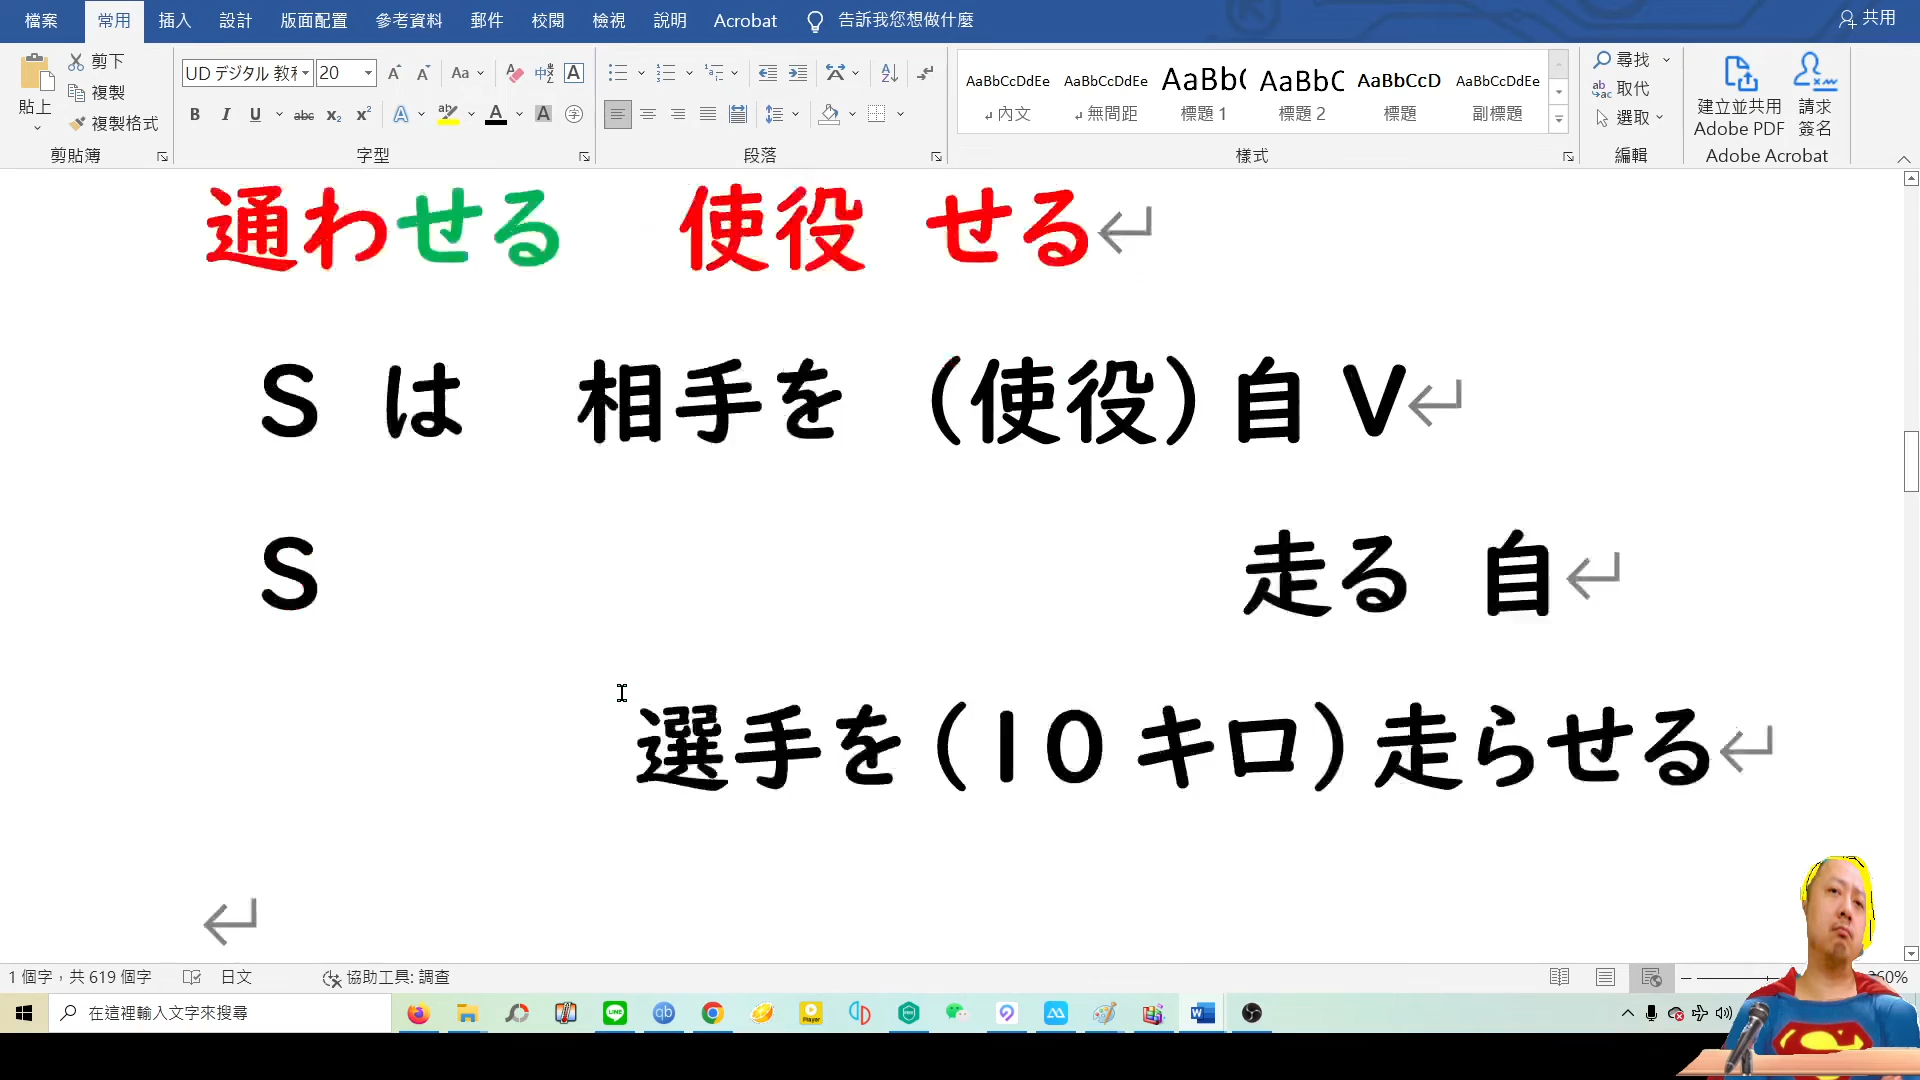 檔案 常用 插入 設計 版面配置 參考資料 郵件 校閱 檢視 說明 Acrobat 告訴我您想做什麼 共用
貼上 剪下 複製 複製格式
UD デジタル 教科 20
AaBbCcDdEe AaBbCcDdEe AaBb( AaBbC AaBbCcD AaBbCcDdEe
內文 無間距 標題 1 標題 2 標題 副標題
尋找 取代 選取
建立並共用 Adobe PDF 請求 簽名
剪貼簿 字型 段落 樣式 編輯 Adobe Acrobat
通わせる 使役 せる
S は 相手を (使役)自 V
S 走る 自
選手を(10 キロ)走らせる
1 個字，共 619 個字 日文 協助工具: 調查
在這裡輸入文字來搜尋